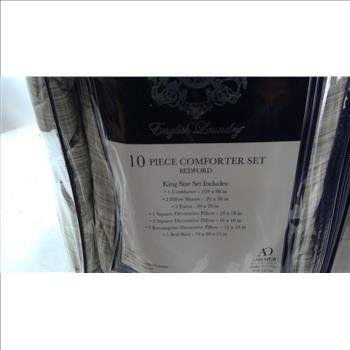 English Laundry
10 PIECE COMFORTER SET
BEDFORD
King Size Set Includes:
• 1 Comforter - 104 x 90 in
• 2 Pillow Shams - 20 x 36 in
• 2 Euros - 26 x 26 in
• 1 Square Decorative Pillow - 18 x 18 in
• 2 Square Decorative Pillow - 16 x 16 in
• 1 Rectangular Decorative Pillow - 12 x 18 in
• 1 Bed Skirt - 78 x 80 x 15 in